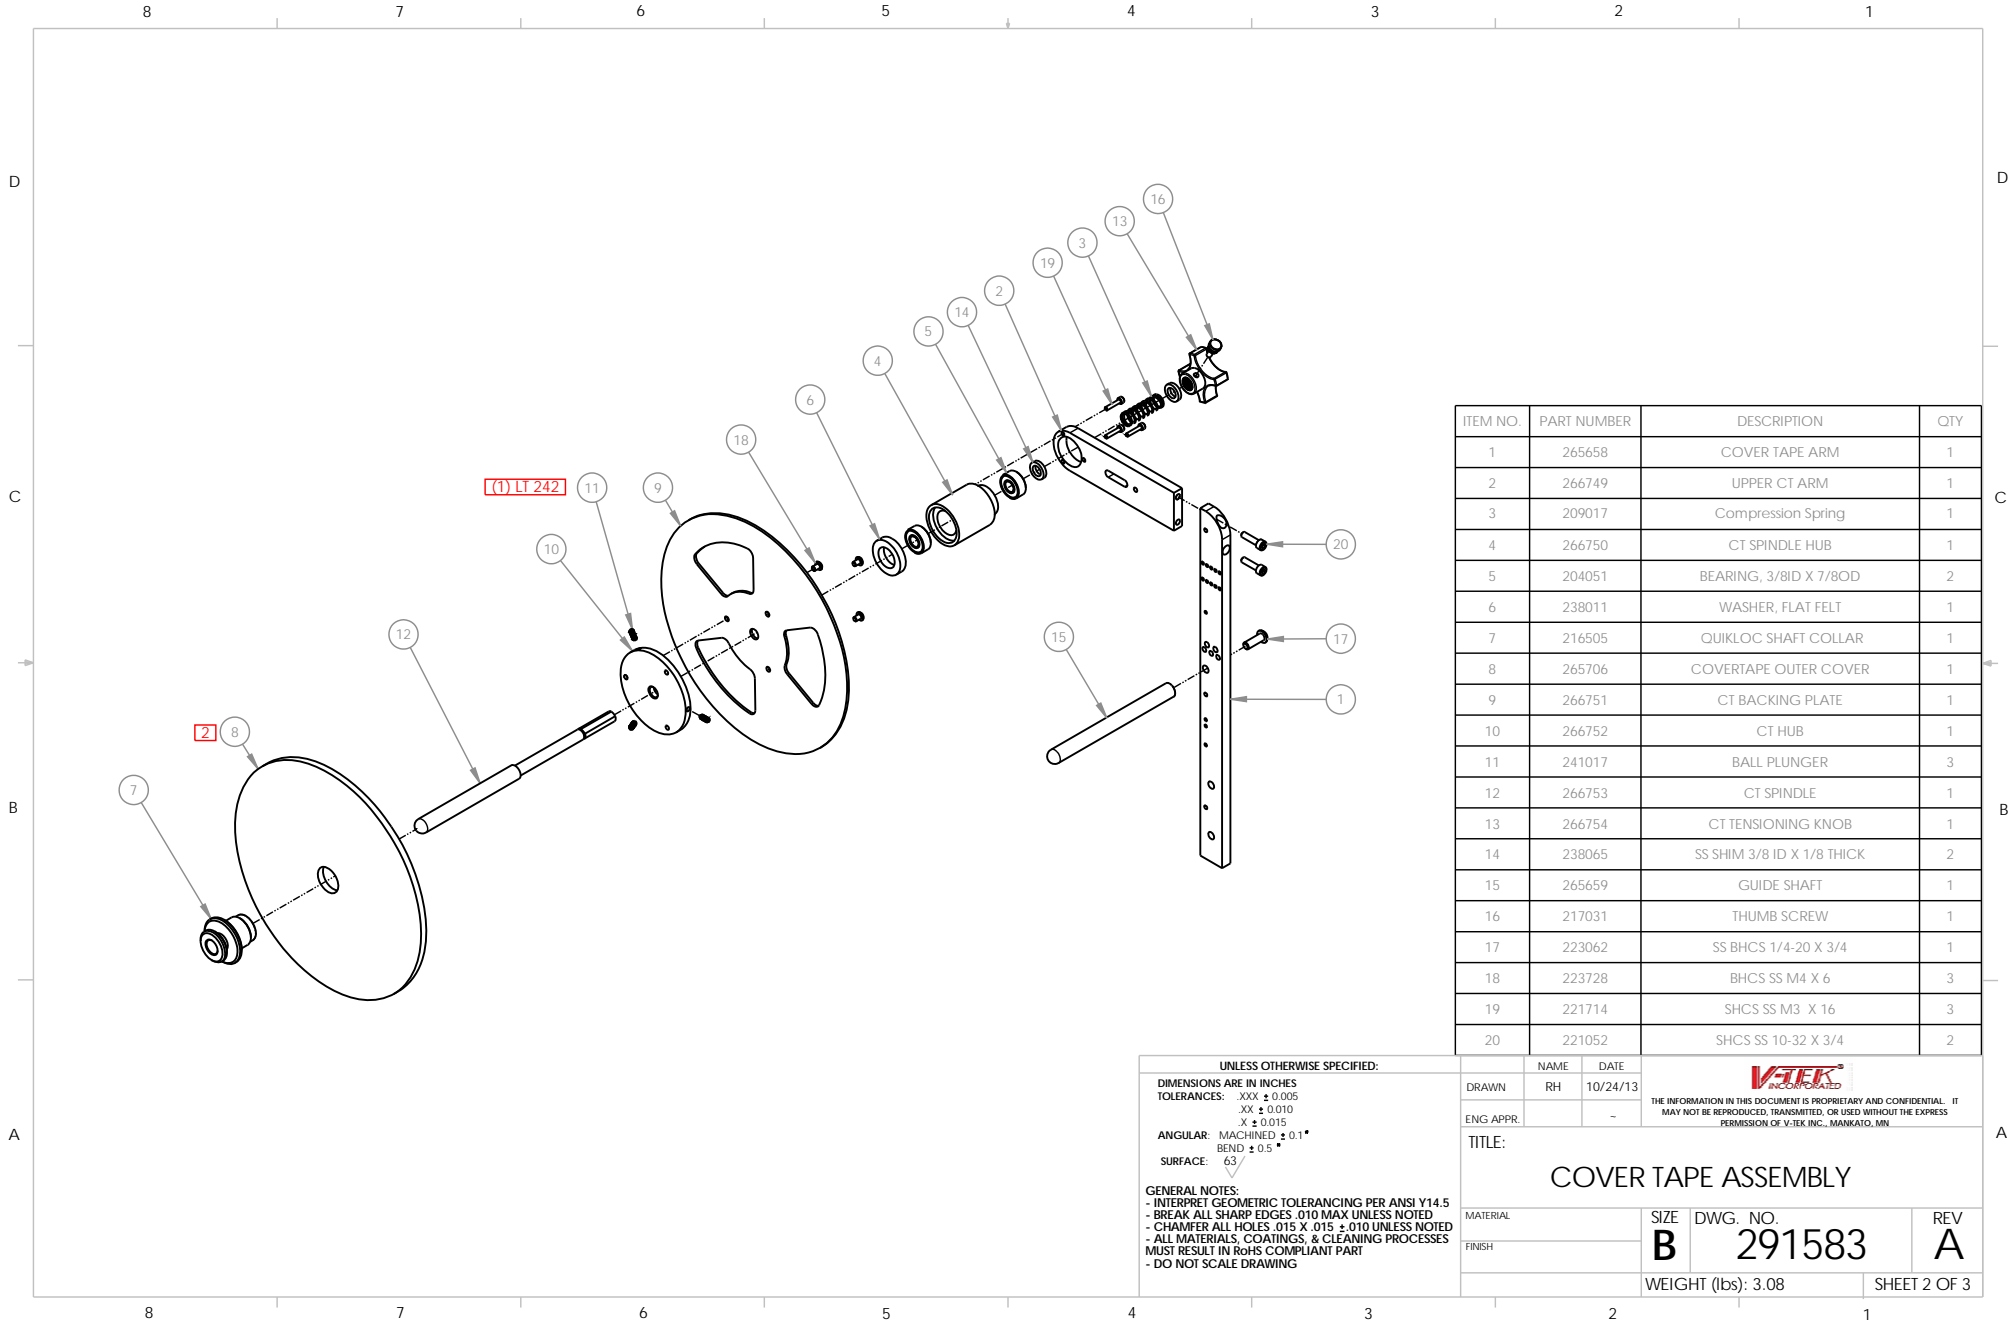 8 7 6 5 4 3 2 1
D D
16
13
3
19
2
14
5
4
6
18
(1) LT 242 11 9
C C
10
20
12
15
17
1
2 8
7
B B
A A
ITEM NO. PART NUMBER DESCRIPTION QTY
1 265658 COVER TAPE ARM 1
2 266749 UPPER CT ARM 1
3 209017 Compression Spring 1
4 266750 CT SPINDLE HUB 1
5 204051 BEARING, 3/8ID X 7/8OD 2
6 238011 WASHER, FLAT FELT 1
7 216505 QUIKLOC SHAFT COLLAR 1
8 265706 COVERTAPE OUTER COVER 1
9 266751 CT BACKING PLATE 1
10 266752 CT HUB 1
11 241017 BALL PLUNGER 3
12 266753 CT SPINDLE 1
13 266754 CT TENSIONING KNOB 1
14 238065 SS SHIM 3/8 ID X 1/8 THICK 2
15 265659 GUIDE SHAFT 1
16 217031 THUMB SCREW 1
17 223062 SS BHCS 1/4-20 X 3/4 1
18 223728 BHCS SS M4 X 6 3
19 221714 SHCS SS M3 X 16 3
20 221052 SHCS SS 10-32 X 3/4 2
UNLESS OTHERWISE SPECIFIED:
DIMENSIONS ARE IN INCHES
TOLERANCES: .XXX ± 0.005
.XX ± 0.010
.X ± 0.015
ANGULAR: MACHINED ± 0.1°
BEND ± 0.5 °
SURFACE: 63
GENERAL NOTES:
- INTERPRET GEOMETRIC TOLERANCING PER ANSI Y14.5
- BREAK ALL SHARP EDGES .010 MAX UNLESS NOTED
- CHAMFER ALL HOLES .015 X .015 ±.010 UNLESS NOTED
- ALL MATERIALS, COATINGS, & CLEANING PROCESSES
MUST RESULT IN RoHS COMPLIANT PART
- DO NOT SCALE DRAWING
NAME DATE
DRAWN RH 10/24/13
ENG APPR. ~
V-TEK ®
INCORPORATED
THE INFORMATION IN THIS DOCUMENT IS PROPRIETARY AND CONFIDENTIAL. IT
MAY NOT BE REPRODUCED, TRANSMITTED, OR USED WITHOUT THE EXPRESS
PERMISSION OF V-TEK INC., MANKATO, MN
TITLE:
COVER TAPE ASSEMBLY
MATERIAL
FINISH
SIZE
B
DWG. NO.
291583
REV
A
WEIGHT (lbs): 3.08 SHEET 2 OF 3
8 7 6 5 4 3 2 1